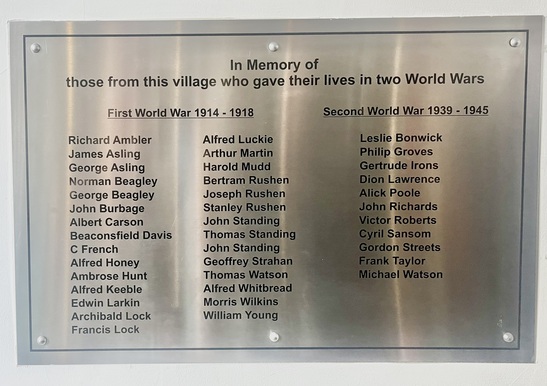 In Memory of
those from this village who gave their lives in two World Wars
First World War 1914 - 1918
Richard Ambler
James Asling
George Asling
Norman Beagley
George Beagley
John Burbage
Albert Carson
Beaconsfield Davis
C French
Alfred Honey
Ambrose Hunt
Alfred Keeble
Edwin Larkin
Archibald Lock
Francis Lock
Alfred Luckie
Arthur Martin
Harold Mudd
Bertram Rushen
Joseph Rushen
Stanley Rushen
John Standing
Thomas Standing
John Standing
Geoffrey Strahan
Thomas Watson
Alfred Whitbread
Morris Wilkins
William Young
Second World War 1939 - 1945
Leslie Bonwick
Philip Groves
Gertrude Irons
Dion Lawrence
Alick Poole
John Richards
Victor Roberts
Cyril Sansom
Gordon Streets
Frank Taylor
Michael Watson